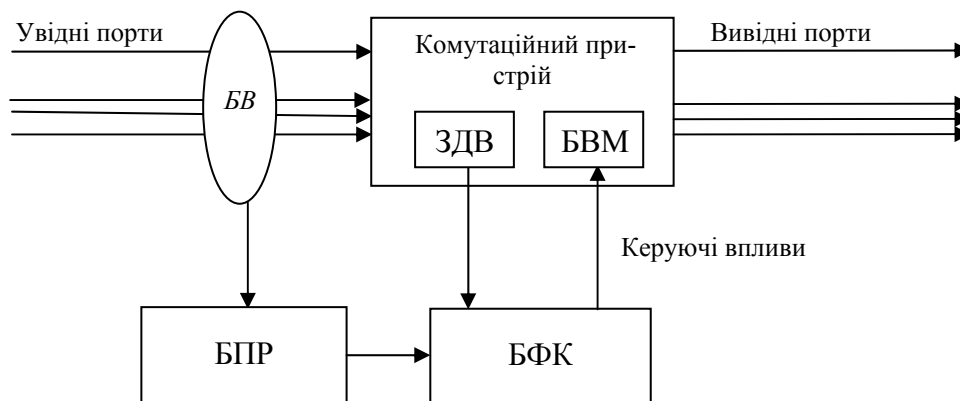 Увідні порти
БВ
Комутаційний при-
стрій
Вивідні порти
ЗДВ
БВМ
Керуючі впливи
БПР
БФК